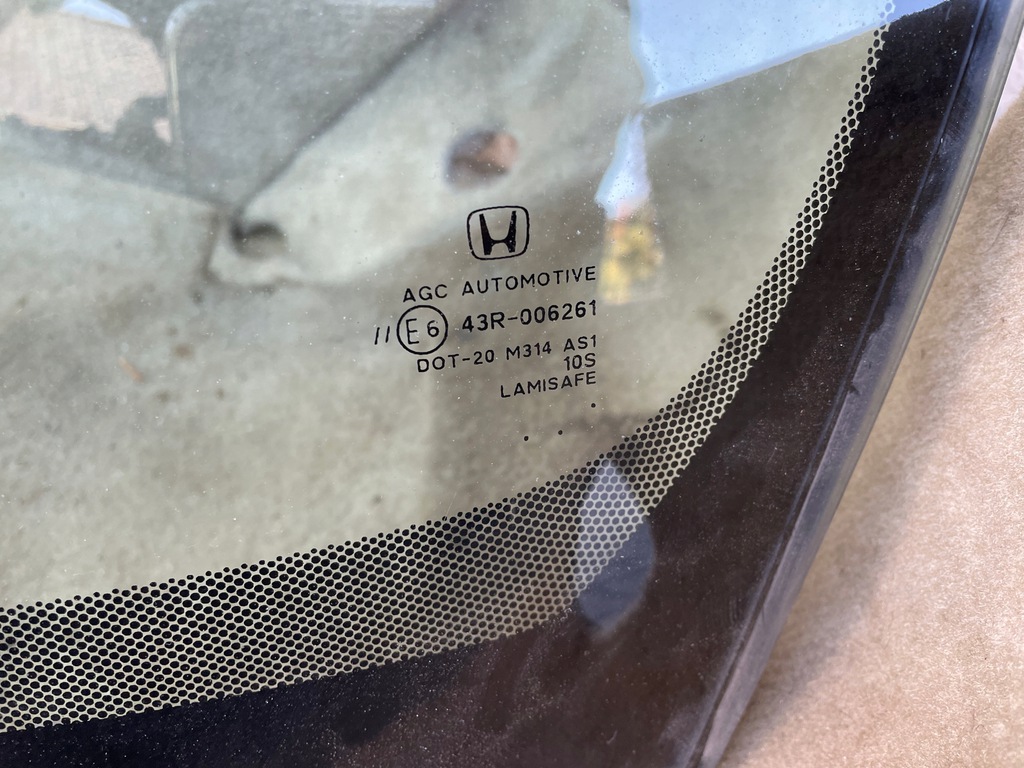 AGC AUTOMOTIVE
II E6 43R-006261
DOT-20 M314 AS1
10S
LAMISAFE